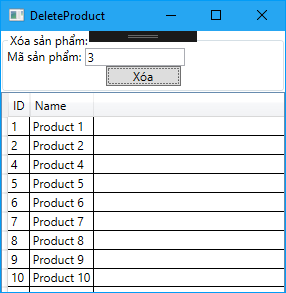 DeleteProduct
Xóa sản phẩm:
Mã sản phẩm: 3
Xóa
ID Name
1 Product 1
2 Product 2
4 Product 4
5 Product 5
6 Product 6
7 Product 7
8 Product 8
9 Product 9
10 Product 10